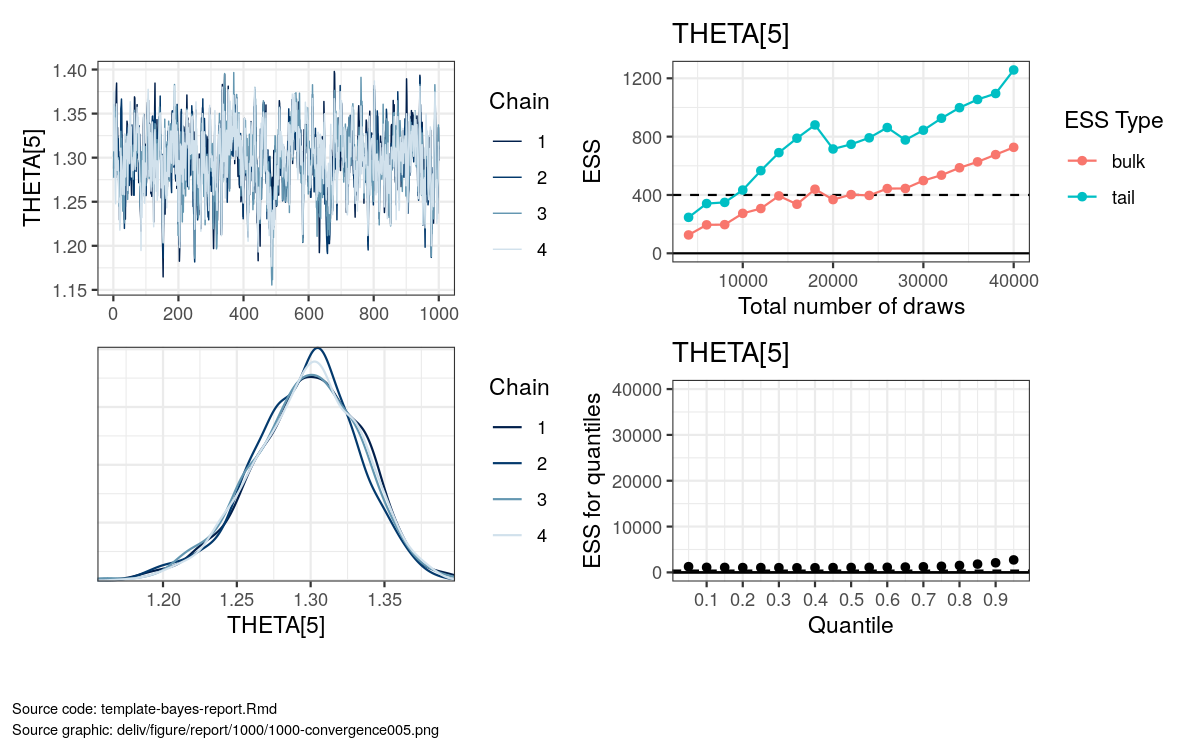 THETA[5]
1.40
1.35
1.30
1.25
1.20
1.15
0 200 400 600 800 1000
Chain
1
2
3
4
THETA[5]
ESS
1200
800
400
0
10000 20000 30000 40000
Total number of draws
ESS Type
bulk
tail
1.20 1.25 1.30 1.35
THETA[5]
Chain
1
2
3
4
THETA[5]
ESS for quantiles
40000
30000
20000
10000
0
0.1 0.2 0.3 0.4 0.5 0.6 0.7 0.8 0.9
Quantile
Source code: template-bayes-report.Rmd
Source graphic: deliv/figure/report/1000/1000-convergence005.png